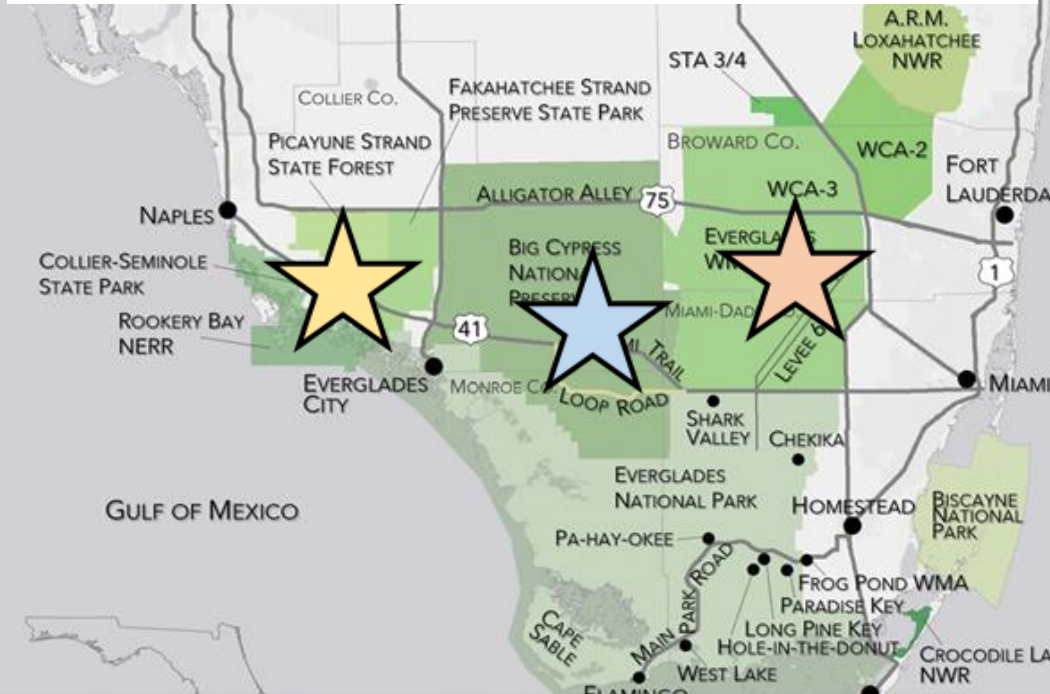 A.R.M.
LOXAHATCHEE
NWR
STA 3/4
FAKAHATCHEE STRAND
PRESERVE STATE PARK
COLLIER CO.
PICAYUNE STRAND
STATE FOREST
BROWARD CO.
WCA-2
FORT
ALLIGATOR ALLEY
75
WCA-3
NAPLES
BIG CYPRESS
COLLIER-SEMINOLE
STATE PARK
1
ROOKERY BAY
NERR
41
TRAIL
LEVEE
EVERGLADES
CITY
MONROE
LOOP ROAD
MIAMI
SHARK
VALLEY
CHEKIKA
EVERGLADES
NATIONAL PARK
GULF OF MEXICO
HOMESTEAD
BISCAYNE
NATIONAL
PARK
PA-HAY-OKEE
MAIN PARK ROAD
FROG POND WMA
PARADISE KEY
LONG PINE KEY
HOLE-IN-THE-DONUT
CAPE
SABLE
WEST LAKE
CROCODILE
NWR